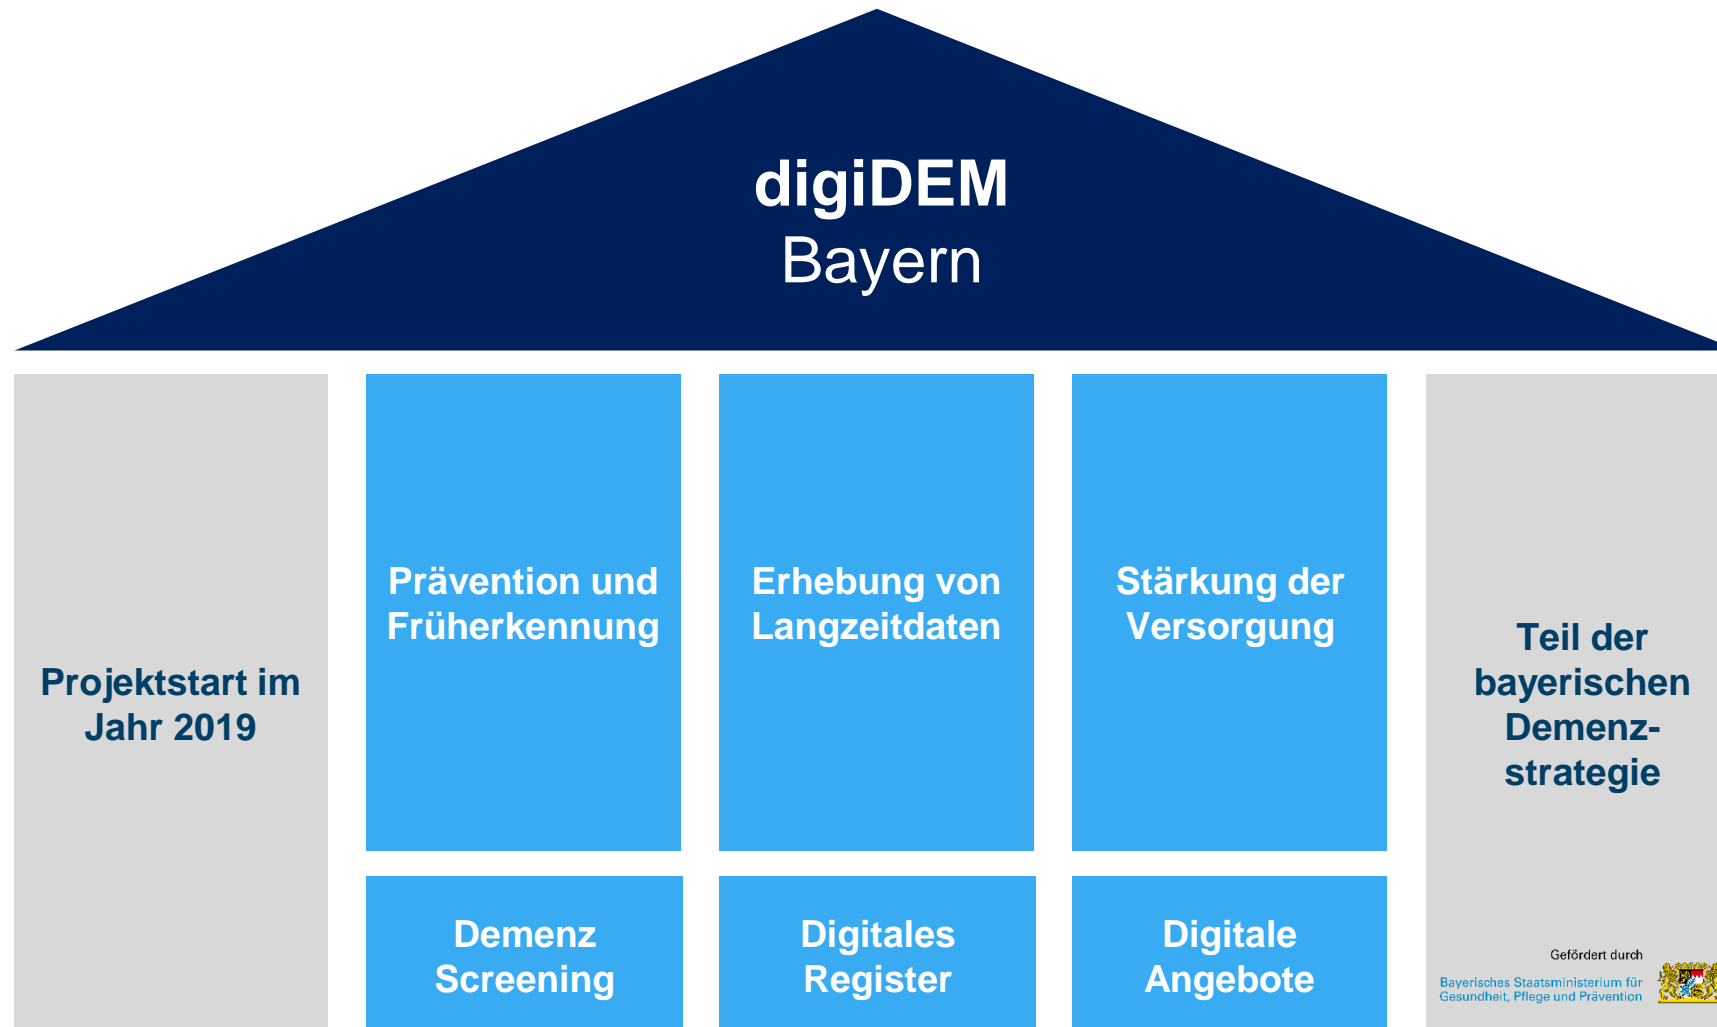 digiDEM
Bayern
Projektstart im
Jahr 2019
Prävention und
Früherkennung
Demenz
Screening
Erhebung von
Langzeitdaten
Digitales
Register
Stärkung der
Versorgung
Digitale
Angebote
Teil der
bayerischen
Demenz-
strategie
Gefördert durch
Bayerisches Staatsministerium für
Gesundheit, Pflege und Prävention